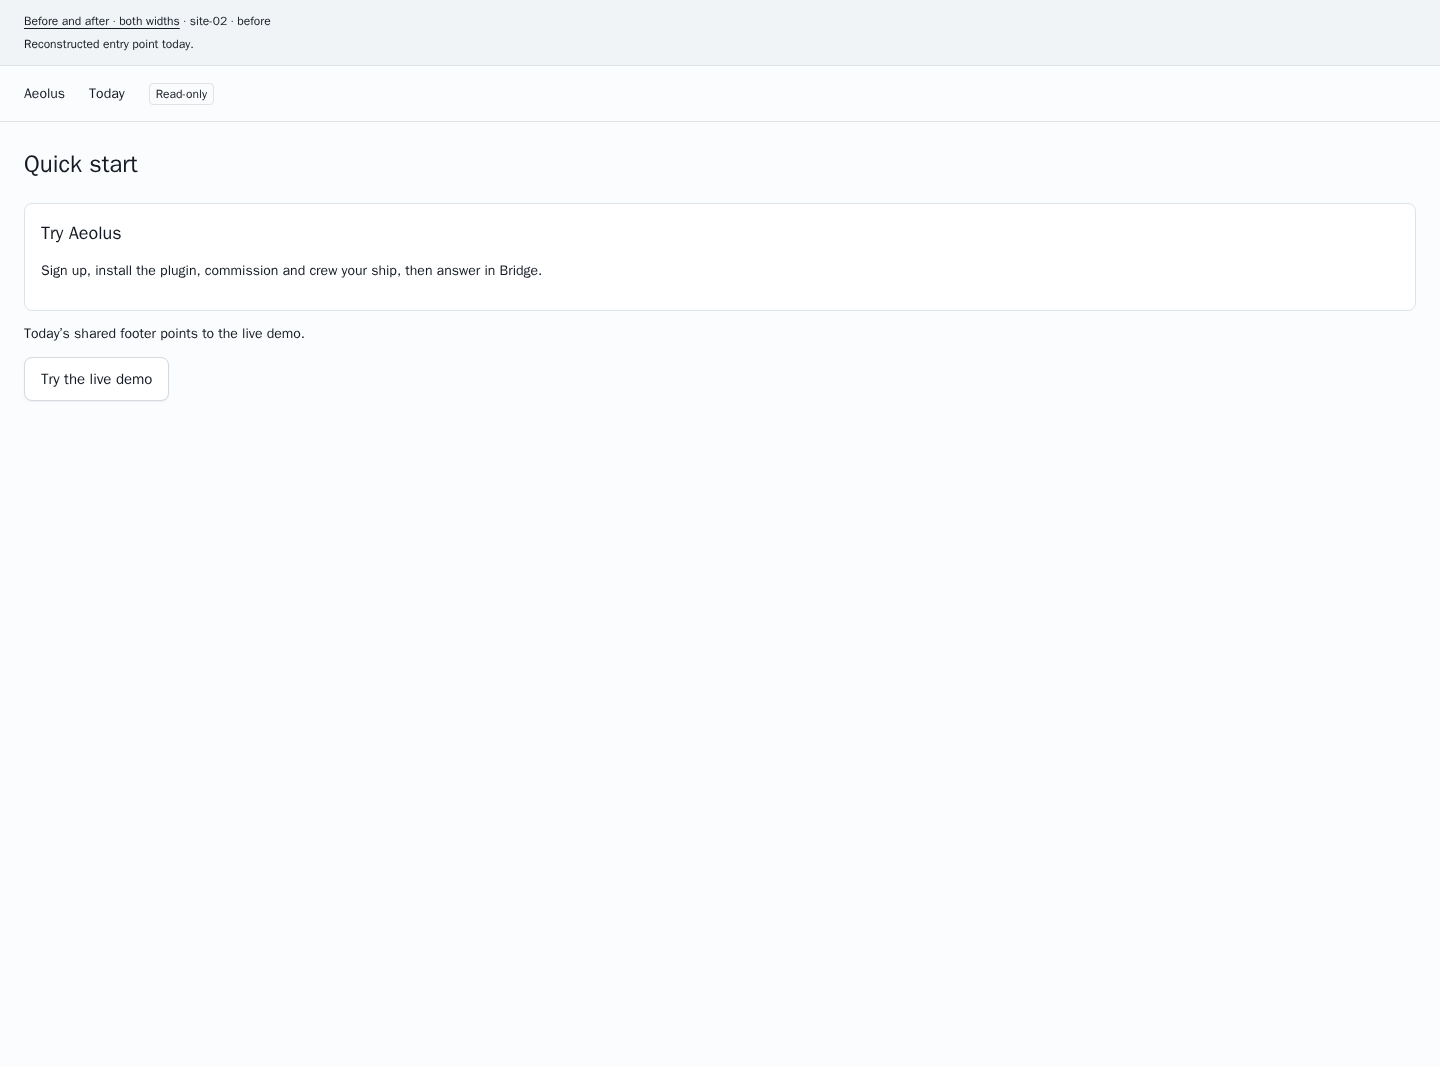 Before and after · both widths · site-02 · before
Reconstructed entry point today.
Aeolus Today Read-only
Quick start
Try Aeolus
Sign up, install the plugin, commission and crew your ship, then answer in Bridge.
Today’s shared footer points to the live demo.
Try the live demo